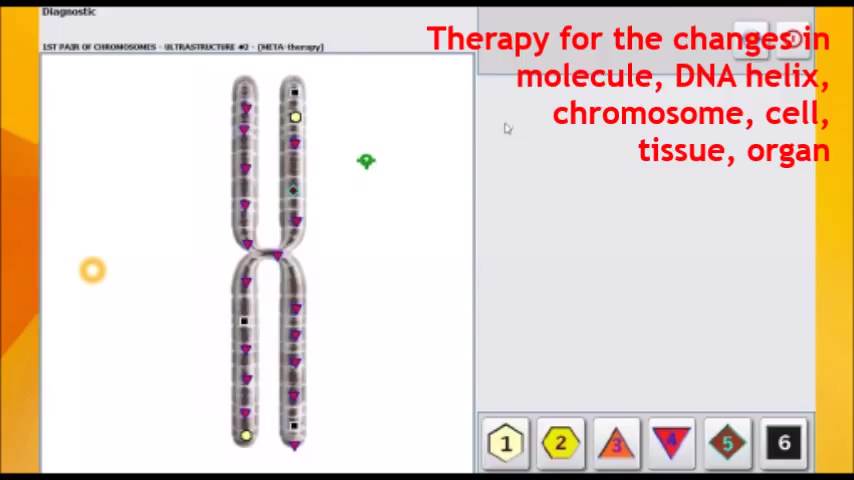 Diagnostic
1ST PAIR OF CHROMOSOMES - ULTRASTRUCTURE #2 - (META-therapy)
Therapy for the changes in
molecule, DNA helix,
chromosome, cell,
tissue, organ
1 2 3 4 5 6